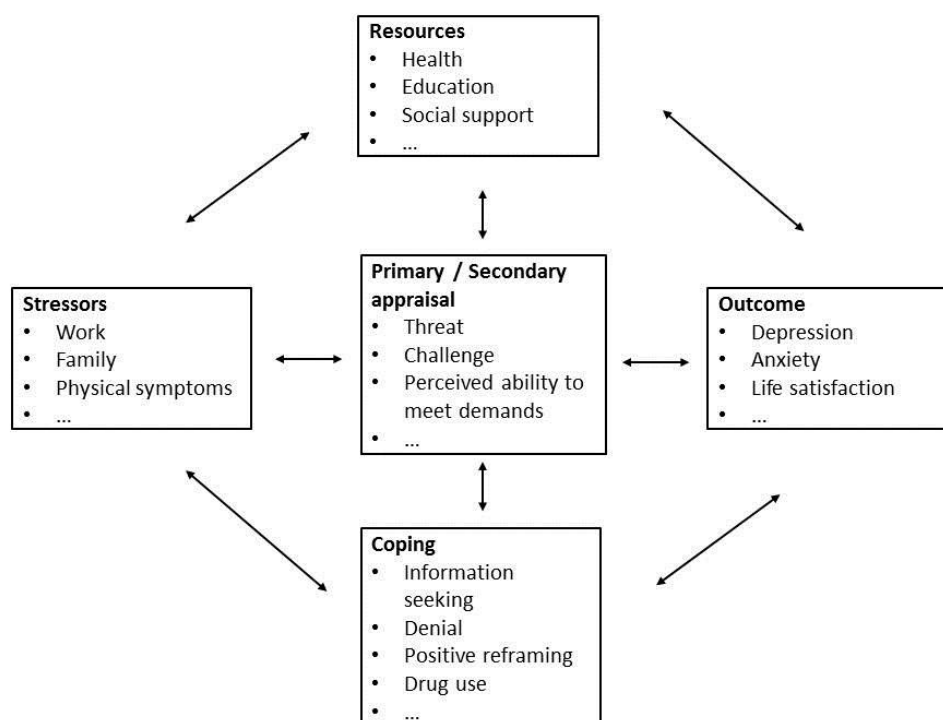 Resources
• Health
• Education
• Social support
• ...
Primary / Secondary
appraisal
• Threat
• Challenge
• Perceived ability to
meet demands
• ...
Stressors
• Work
• Family
• Physical symptoms
• ...
Outcome
• Depression
• Anxiety
• Life satisfaction
• ...
Coping
• Information
seeking
• Denial
• Positive reframing
• Drug use
• ...